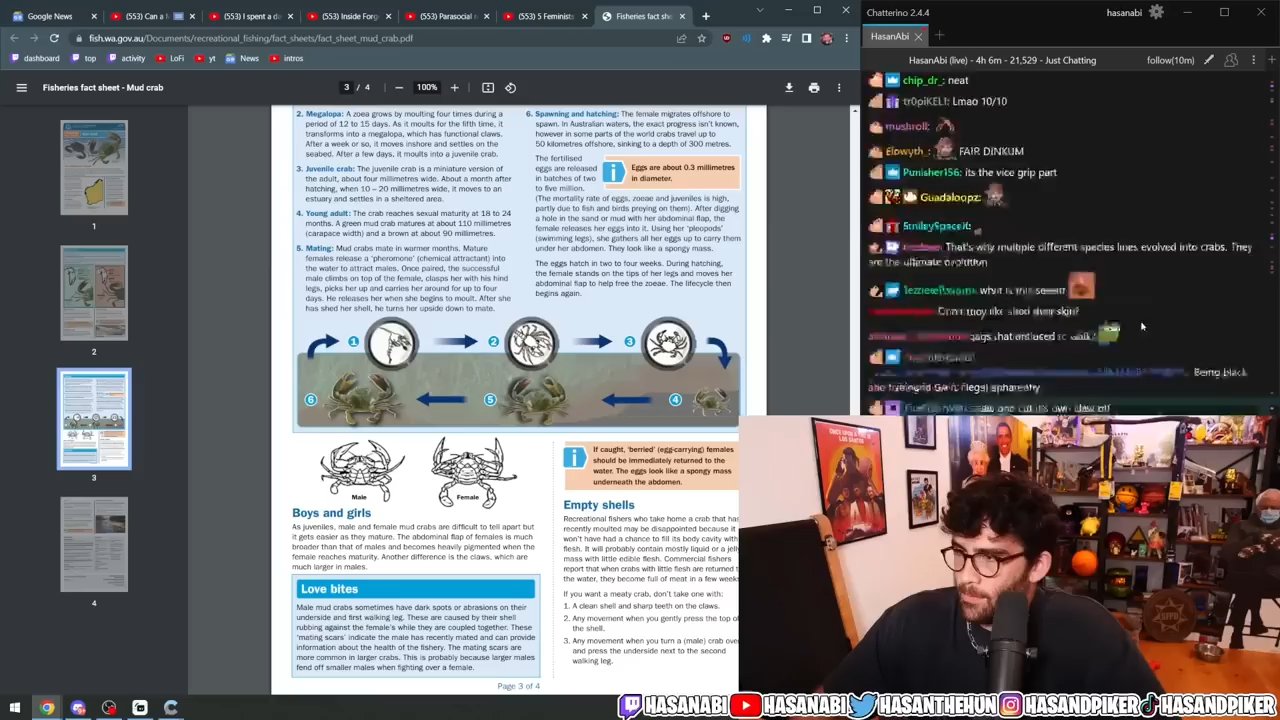 Google News
(553) Can a
(553) I spent a da
(553) Inside Forg
(553) Parasocial r
(553) 5 Feminists
Fisheries fact she
fish.wa.gov.au/Documents/recreational_fishing/fact_sheets/fact_sheet_mud_crab.pdf
dashboard
top
activity
LoFi
yt
News
intros
Fisheries fact sheet - Mud crab
3 / 4
100%
1
2
3
4
2. Megalopa: A zoea grows by moulting four times during a
period of 12 to 15 days. As it moults for the fifth time, it
transforms into a megalopa, which has functional claws.
After a week or so, it moves inshore and settles on the
seabed. After a few days, it moults into a juvenile crab.
3. Juvenile crab: The juvenile crab is a miniature version of
the adult, about four millimetres wide. About a month after
hatching, when 10 – 20 millimetres wide, it moves to an
estuary and settles in a sheltered area.
4. Young adult: The crab reaches sexual maturity at 18 to 24
months. A green mud crab matures at about 110 millimetres
(carapace width) and a brown at about 90 millimetres.
5. Mating: Mud crabs mate in warmer months. Mature
females release a 'pheromone' (chemical attractant) into
the water to attract males. Once paired, the successful
male climbs on top of the female, clasps her with his hind
legs, picks her up and carries her around for up to four
days. He releases her when she begins to moult. After she
has shed her shell, he turns her upside down to mate.
6. Spawning and hatching: The female migrates offshore to
spawn. In Australian waters, the exact progress isn't known,
however in some parts of the world crabs travel up to
50 kilometres offshore, sinking to a depth of 300 metres.
The fertilised
eggs are released
in batches of two
to five million.
Eggs are about 0.3 millimetres
in diameter.
(The mortality rate of eggs, zoeae and juveniles is high,
partly due to fish and birds preying on them). After digging
a hole in the sand or mud with her abdominal flap, the
female releases her eggs into it. Using her 'pleopods'
(swimming legs), she gathers all her eggs up to carry them
under her abdomen. They look like a spongy mass.
The eggs hatch in two to four weeks. During hatching,
the female stands on the tips of her legs and moves her
abdominal flap to help free the zoeae. The lifecycle then
begins again.
1
2
3
6
5
4
Male
Female
Boys and girls
As juveniles, male and female mud crabs are difficult to tell apart but
it gets easier as they mature. The abdominal flap of females is much
broader than that of males and becomes heavily pigmented when the
female reaches maturity. Another difference is the claws, which are
much larger in males.
Love bites
Male mud crabs sometimes have dark spots or abrasions on their
underside and first walking leg. These are caused by their shell
rubbing against the female's while they are coupled together. These
'mating scars' indicate the male has recently mated and can provide
information about the health of the fishery. The mating scars are
more common in larger crabs. This is probably because larger males
fend off smaller males when fighting over a female.
If caught, 'berried' (egg-carrying) females
should be immediately returned to the
water. The eggs look like a spongy mass
underneath the abdomen.
Empty shells
Recreational fishers who take home a crab that has
recently moulted may be disappointed because it
won't have had a chance to fill its body cavity with
flesh. It will probably contain mostly liquid or a jelly
mass with little edible flesh. Commercial fishers
report that when crabs with little flesh are returned t
the water, they become full of meat in a few weeks
If you want a meaty crab, don't take one with:
1. A clean shell and sharp teeth on the claws.
2. Any movement when you gently press the top of
the shell.
3. Any movement when you turn a (male) crab over
and press the underside next to the second
walking leg.
Page 3 of 4
Chatterino 2.4.4
hasanabi
HasanAbi
HasanAbi (live) - 4h 6m - 21,529 - Just Chatting
follow(10m)
chip_dr_: neat
tr0piKEL1: Lmao 10/10
mushroll:
Elowyth_: FAIR DINKUM
Punisher156: its the vice grip part
Guadaloopz:
SmileySpaceit:
That's why multiple different species lines evolved into crabs. They
are the ultimate form.
ONCE UPON A TIME
LOS SANTOS
HASANABI
HASANABI
HASANTHEHUN
HASANDPIKER
HASANDPIKER